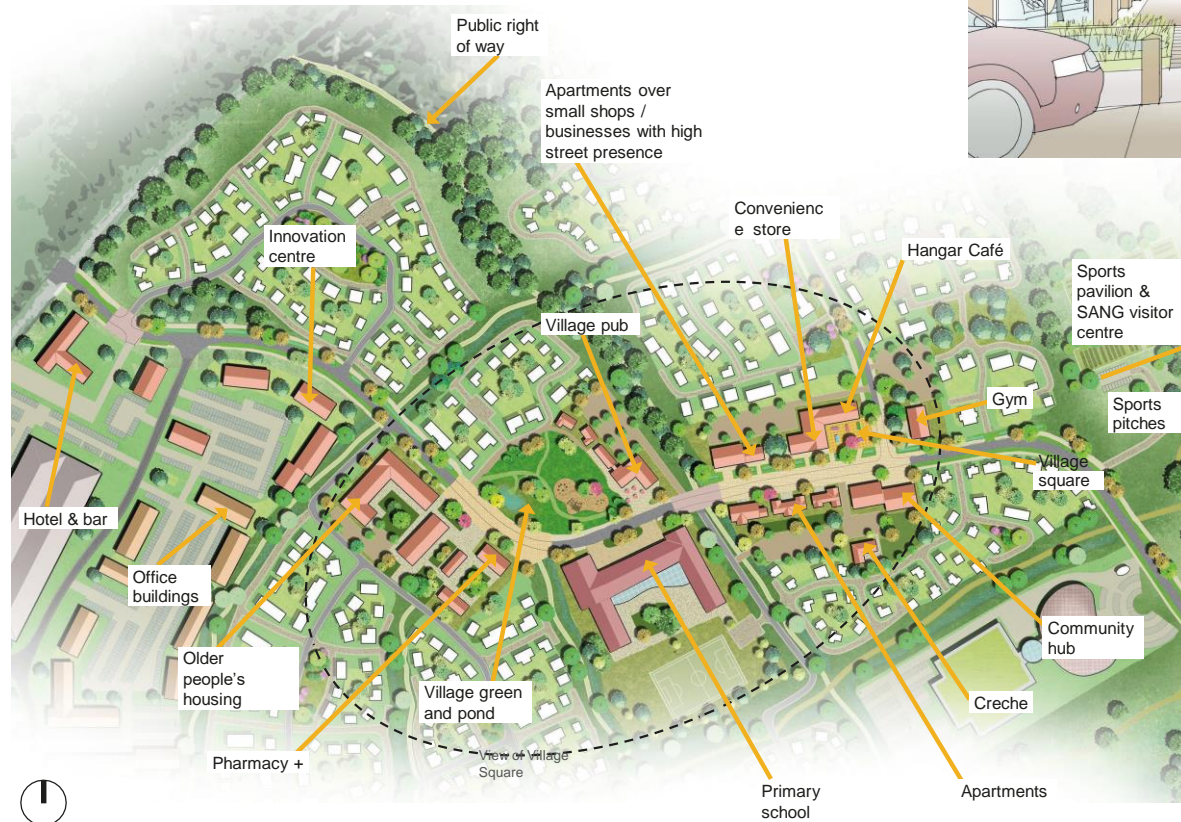 Public right
of way
Apartments over
small shops /
businesses with high
street presence
Convenienc
e store
Hangar Café
Innovation
centre
Sports
pavilion &
SANG visitor
centre
Village pub
Gym
Sports
pitches
Village
square
Hotel & bar
Office
buildings
Older
people's
housing
Village green
and pond
Community
hub
Creche
Pharmacy +
View of Village
Square
Primary
school
Apartments